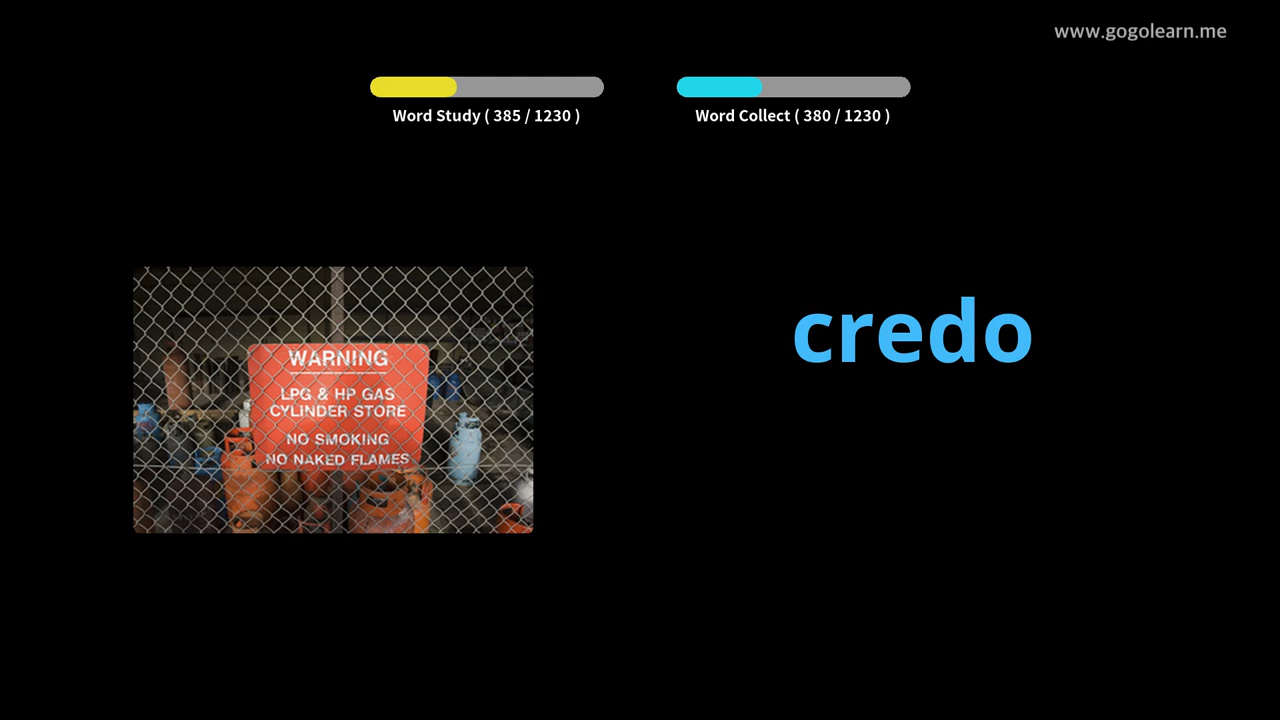 www.gogolearn.me
Word Study ( 385 / 1230 )
Word Collect ( 380 / 1230 )
WARNING
LPG & HP GAS
CYLINDER STORE
NO SMOKING
NO NAKED FLAMES
credo